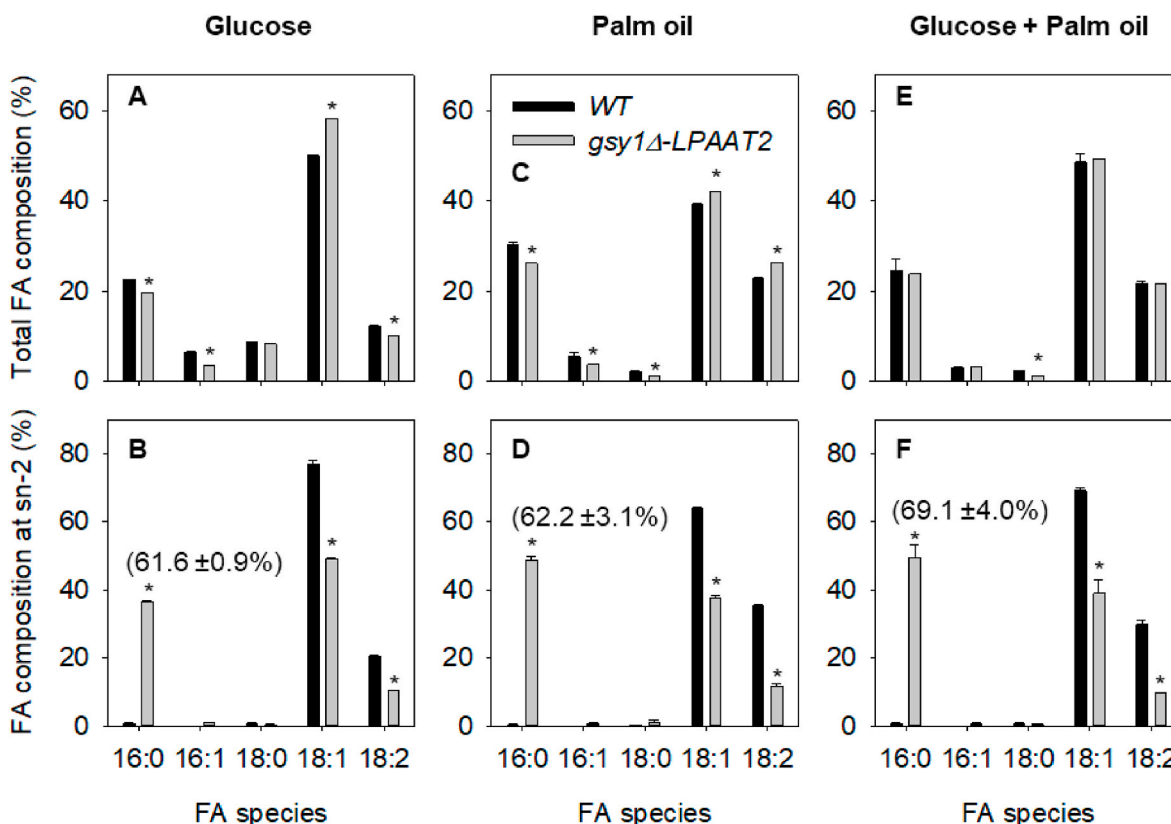 Glucose
Palm oil
Glucose + Palm oil
Total FA composition (%)
60
40
20
0
A
*
*
*
*
60
40
20
0
WT
gsy1Δ-LPAAT2
C
*
*
*
*
*
60
40
20
0
E
*
FA composition at sn-2 (%)
80
60
40
20
0
B
(61.6 ±0.9%)
*
*
*
80
60
40
20
0
D
(62.2 ±3.1%)
*
*
*
80
60
40
20
0
F
(69.1 ±4.0%)
*
*
*
16:0 16:1 18:0 18:1 18:2
16:0 16:1 18:0 18:1 18:2
16:0 16:1 18:0 18:1 18:2
FA species
FA species
FA species